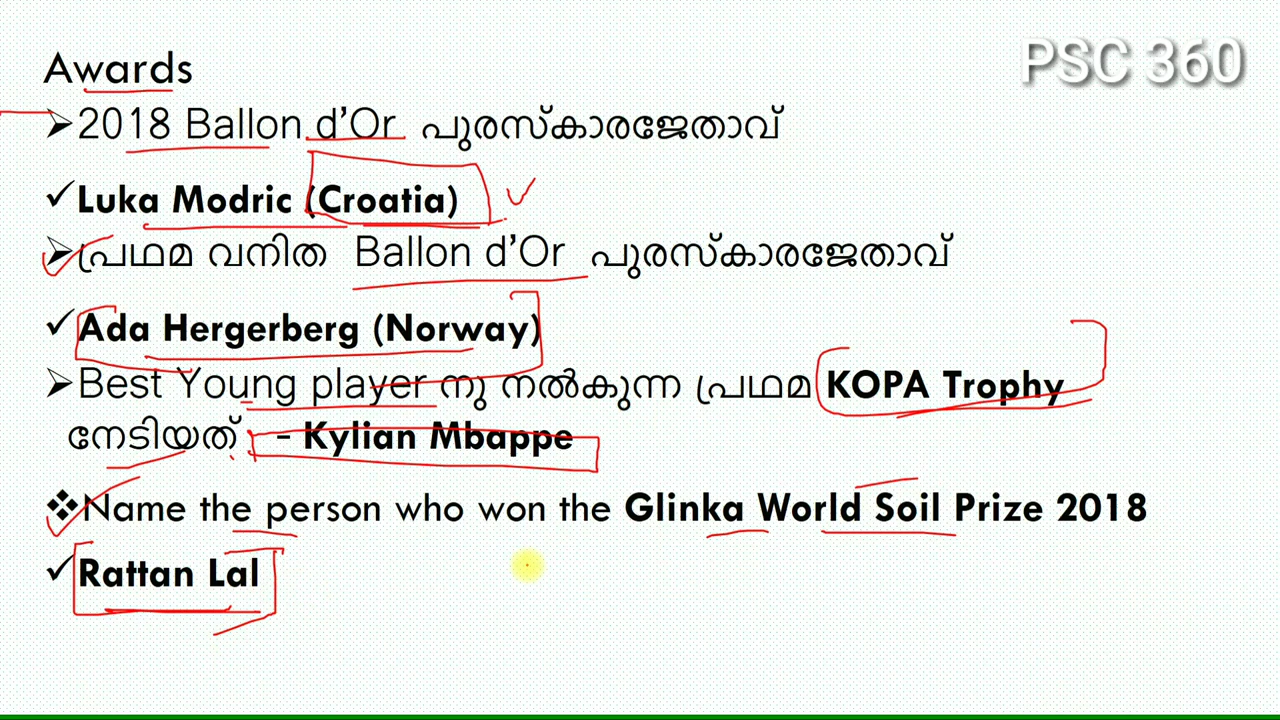 PSC 360
Awards
➢2018 Ballon d’Or പുരസ്കാരജേതാവ്
✓Luka Modric (Croatia)
➢പ്രഥമ വനിത Ballon d’Or പുരസ്കാരജേതാവ്
✓Ada Hergerberg (Norway)
➢Best Young player നു നൽകുന്ന പ്രഥമ KOPA Trophy
നേടിയത് - Kylian Mbappe
❖Name the person who won the Glinka World Soil Prize 2018
✓Rattan Lal